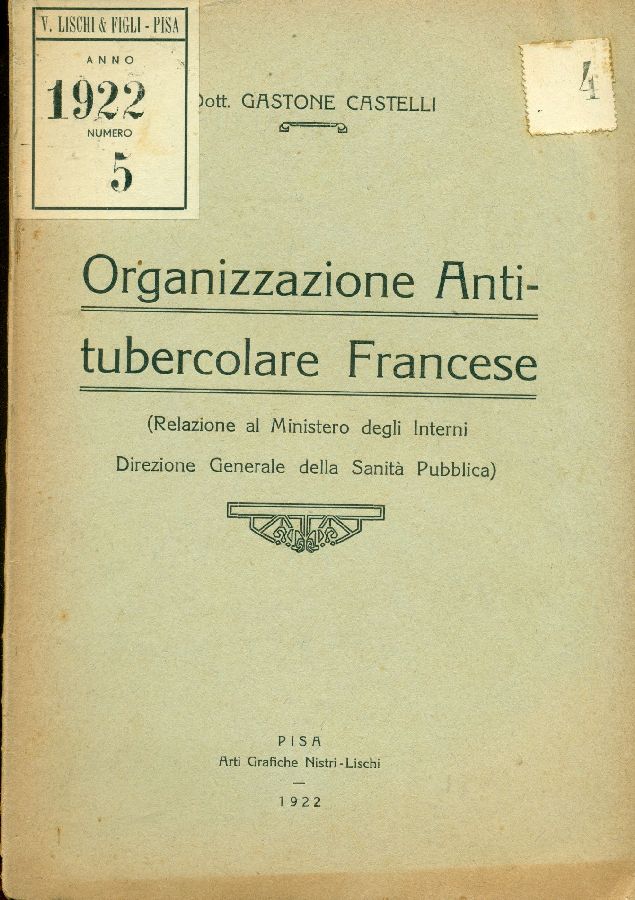 V. LISCHI & FIGLI - PISA
ANNO
1922
NUMERO
5
4
Dott. GASTONE CASTELLI
Organizzazione Anti-
tubercolare Francese
(Relazione al Ministero degli Interni
Direzione Generale della Sanità Pubblica)
PISA
Arti Grafiche Nistri-Lischi
1922